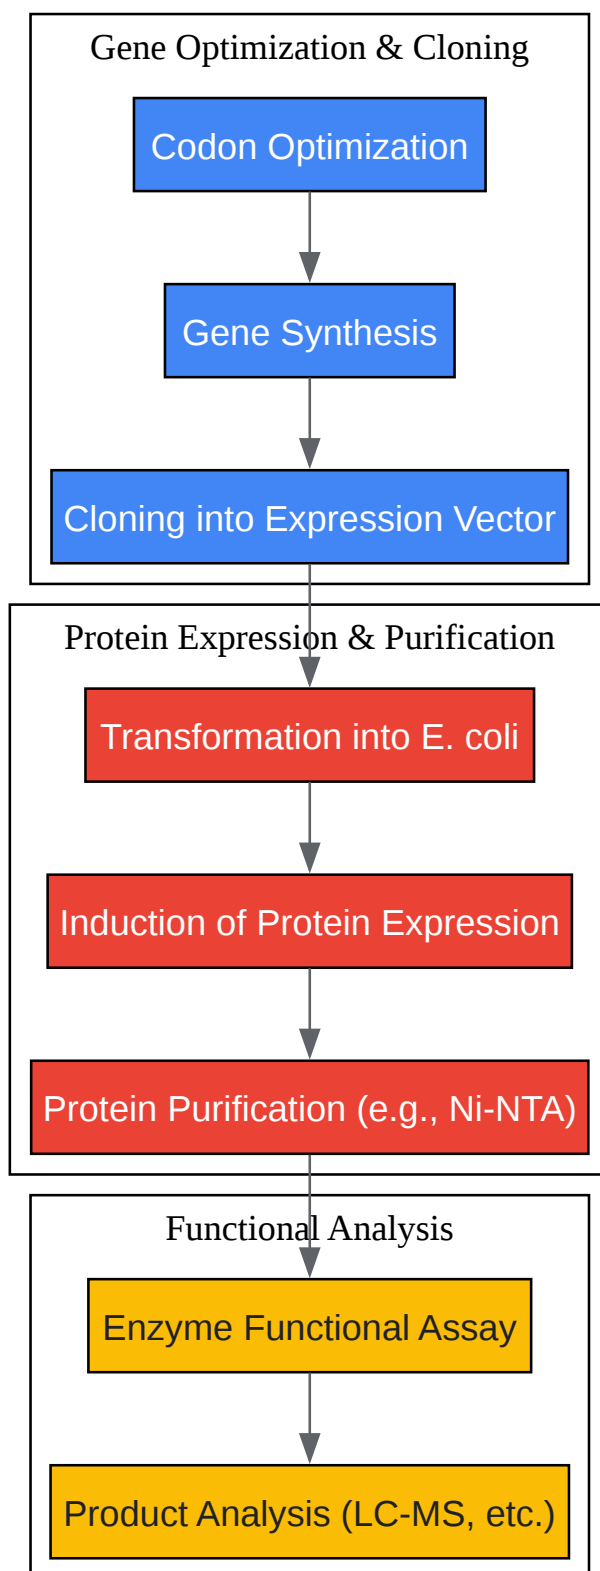 Gene Optimization & Cloning
Codon Optimization
Gene Synthesis
Cloning into Expression Vector
Protein Expression & Purification
Transformation into E. coli
Induction of Protein Expression
Protein Purification (e.g., Ni-NTA)
Functional Analysis
Enzyme Functional Assay
Product Analysis (LC-MS, etc.)